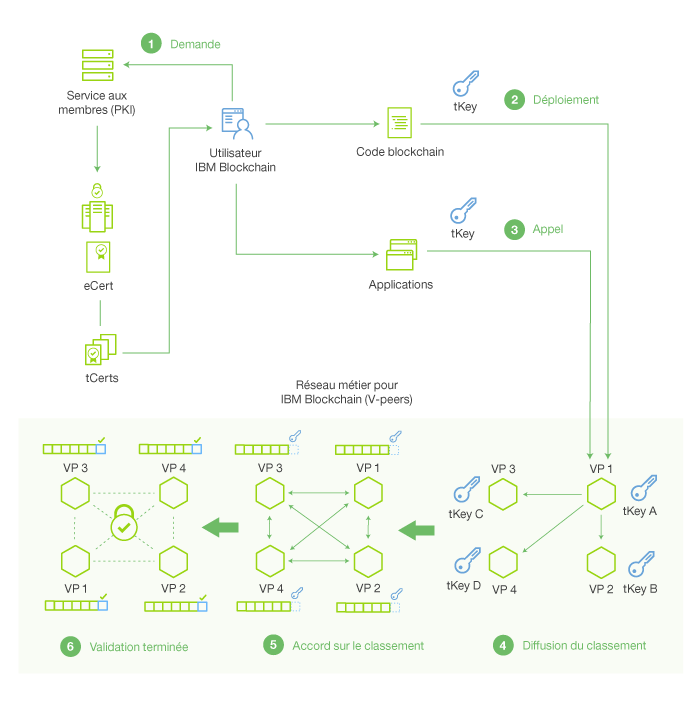 1 Demande
Service aux
membres (PKI)
tKey
2 Déploiement
Utilisateur
IBM Blockchain
Code blockchain
tKey
3 Appel
eCert
Applications
tCerts
Réseau métier pour
IBM Blockchain (V-peers)
VP 3
VP 4
VP 1
VP 2
6 Validation terminée
VP 3
VP 1
VP 4
VP 2
5 Accord sur le classement
VP 3
VP 1
tKey C
tKey A
tKey D
VP 4
VP 2
tKey B
4 Diffusion du classement